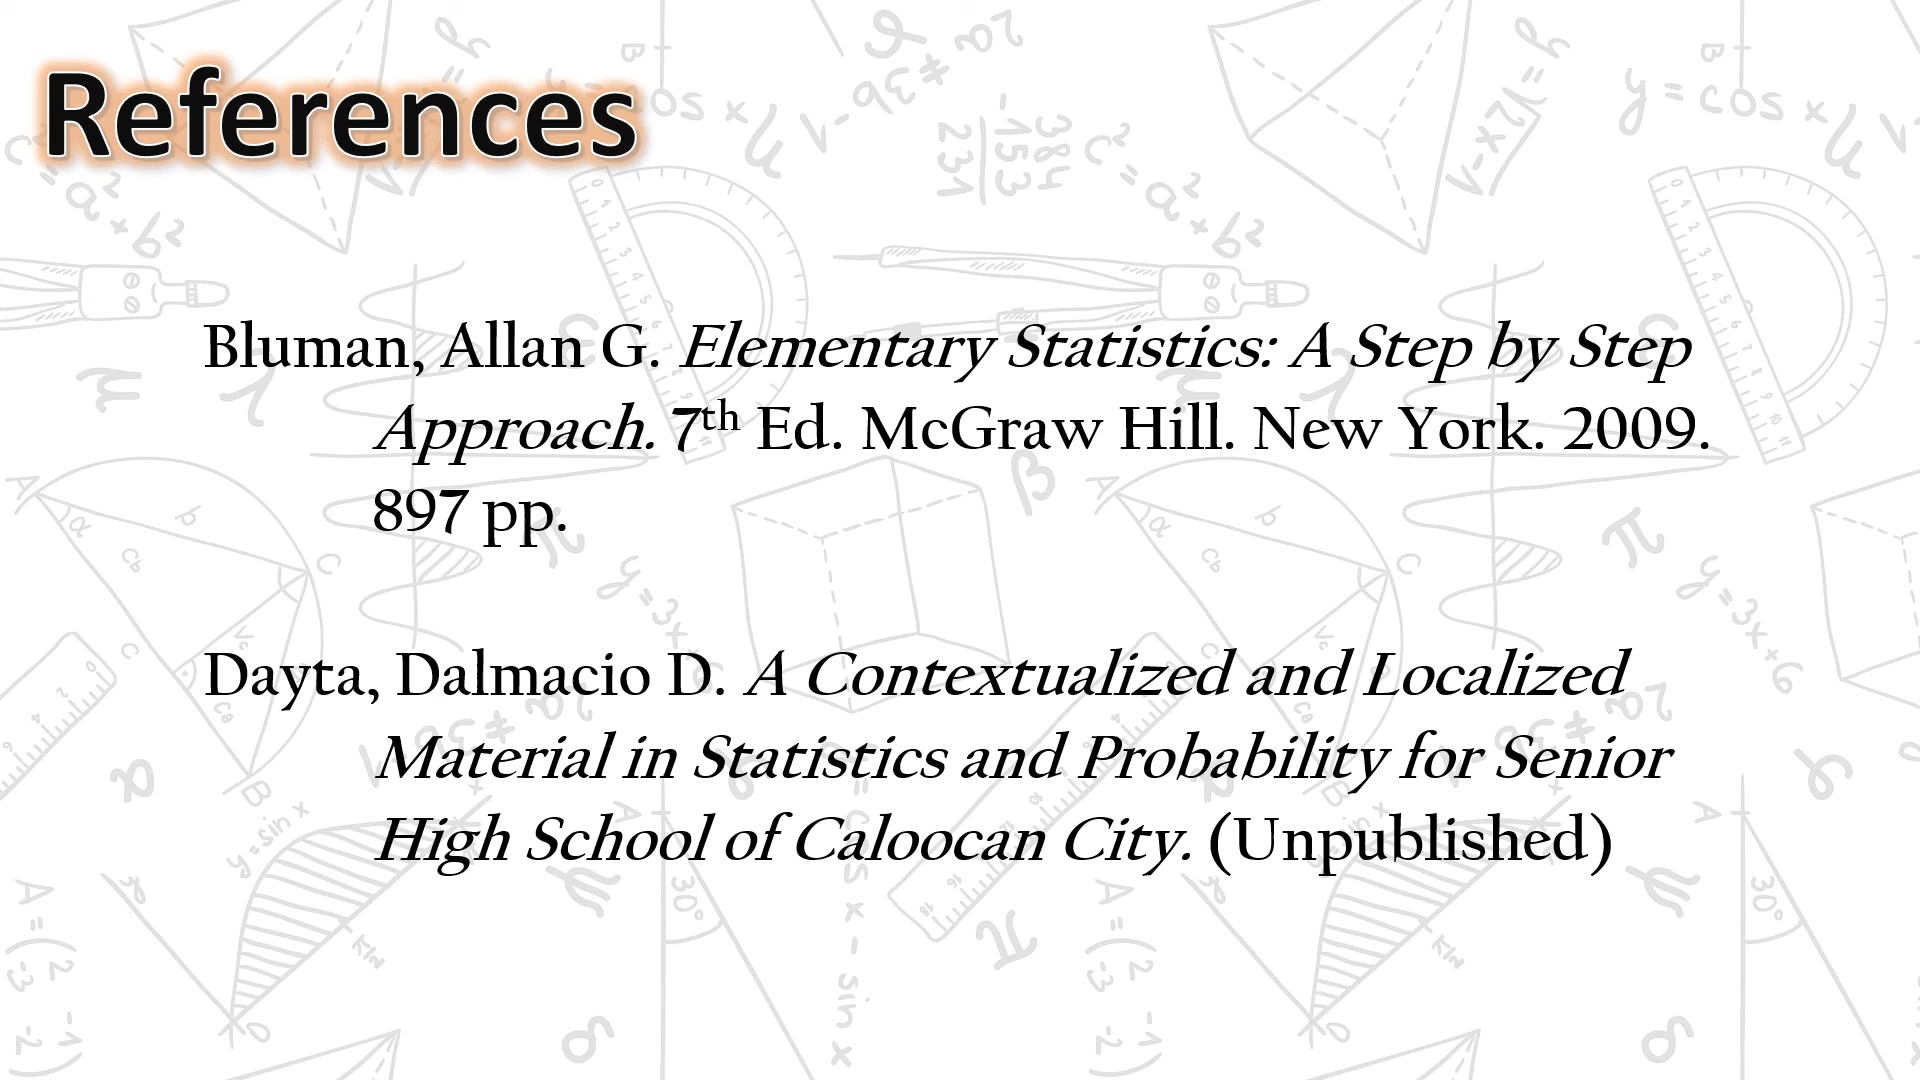 References
Bluman, Allan G. Elementary Statistics: A Step by Step
Approach. 7th Ed. McGraw Hill. New York. 2009.
897 pp.
Dayta, Dalmacio D. A Contextualized and Localized
Material in Statistics and Probability for Senior
High School of Caloocan City. (Unpublished)